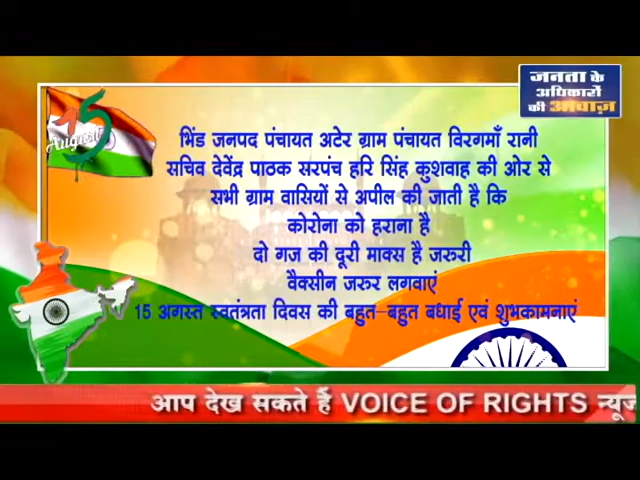 जनता के
अधिकारों
की आवाज़
15
August
भिंड जनपद पंचायत अटेर ग्राम पंचायत विरगमाँ रानी
सचिव देवेंद्र पाठक सरपंच हरि सिंह कुशवाह की ओर से
सभी ग्राम वासियों से अपील की जाती है कि
कोरोना को हराना है
दो गज की दूरी मास्क है जरुरी
वैक्सीन जरुर लगवाएं
15 अगस्त स्वतंत्रता दिवस की बहुत-बहुत बधाई एवं शुभकामनाएं
आप देख सकते हैं VOICE OF RIGHTS न्यूज